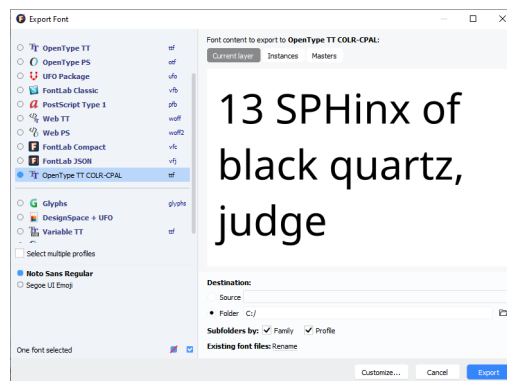 Export Font
OpenType TT ttf
OpenType PS otf
UFO Package ufo
FontLab Classic vfb
PostScript Type 1 pfb
Web TT woff
Web PS woff2
FontLab Compact vfc
FontLab JSON vfj
OpenType TT COLR-CPAL ttf
Glyphs glyphs
DesignSpace + UFO
Variable TT ttf
Select multiple profiles
Noto Sans Regular
Segoe UI Emoji
One font selected
Font content to export to OpenType TT COLR-CPAL:
Current layer Instances Masters
13 SPHinx of
black quartz,
judge
Destination:
Source
Folder C:/
Subfolders by: Family Profile
Existing font files: Rename
Customize... Cancel Export